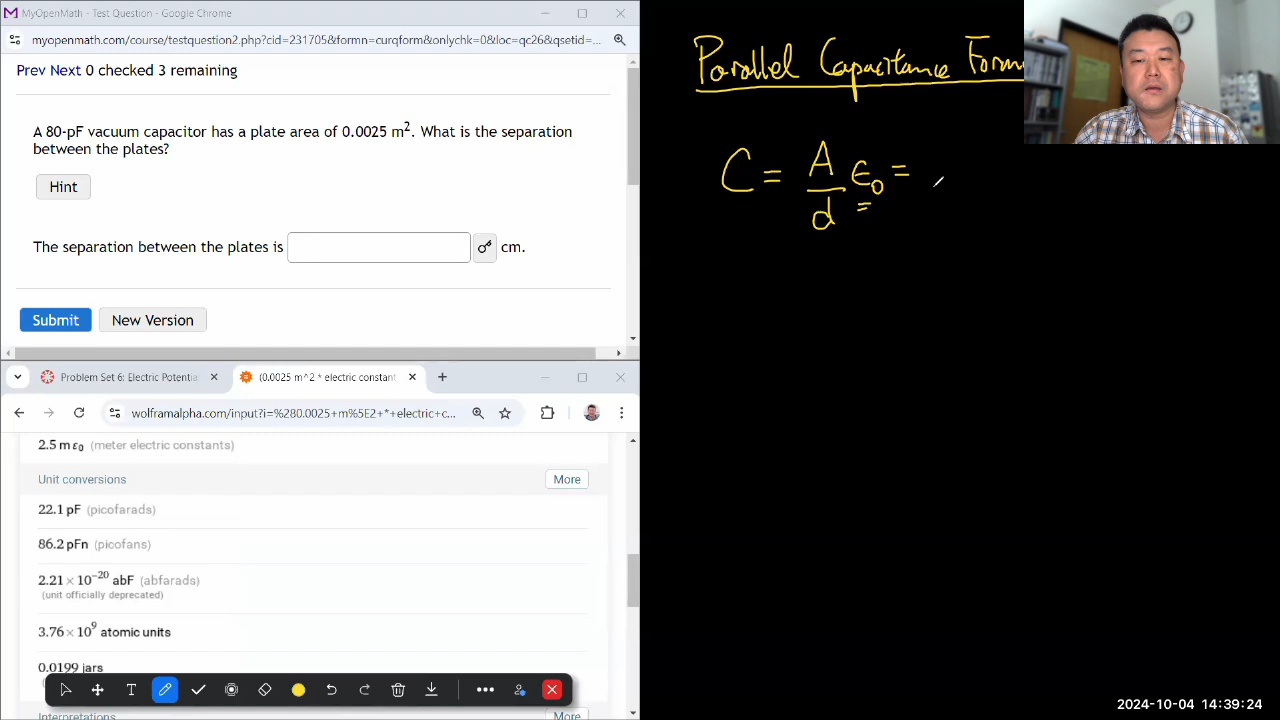 MyOpenMath - Test Question - Google Chrome
myopenmath.com/course/testquestion2.php?cid=231705&formn=curqform&onlychk=0&loc=qc26&qsetid=...
Prev Next 0 chances remaining
A 80-pF vacuum capacitor has a plate area of 0.0025 m². What is the separation
between the plates?
Hint
The separation between the plates is cm.
Submit New Version
Problem Set 6: Electric Potentia (0.0025 m^2 * electric constant
wolframalpha.com/input?i=%280.0025+m%5E2+*+electric+c...
2.5 m ε₀ (meter electric constants)
Unit conversions More
22.1 pF (picofarads)
86.2 pFn (picofans)
2.21 × 10⁻²⁰ abF (abfarads)
(unit officially deprecated)
3.76 × 10⁹ atomic units
0.0199 jars
Interpretations More
Parallel Capacitance Form
C = A/d ε₀ =
2024-10-04 14:39:24